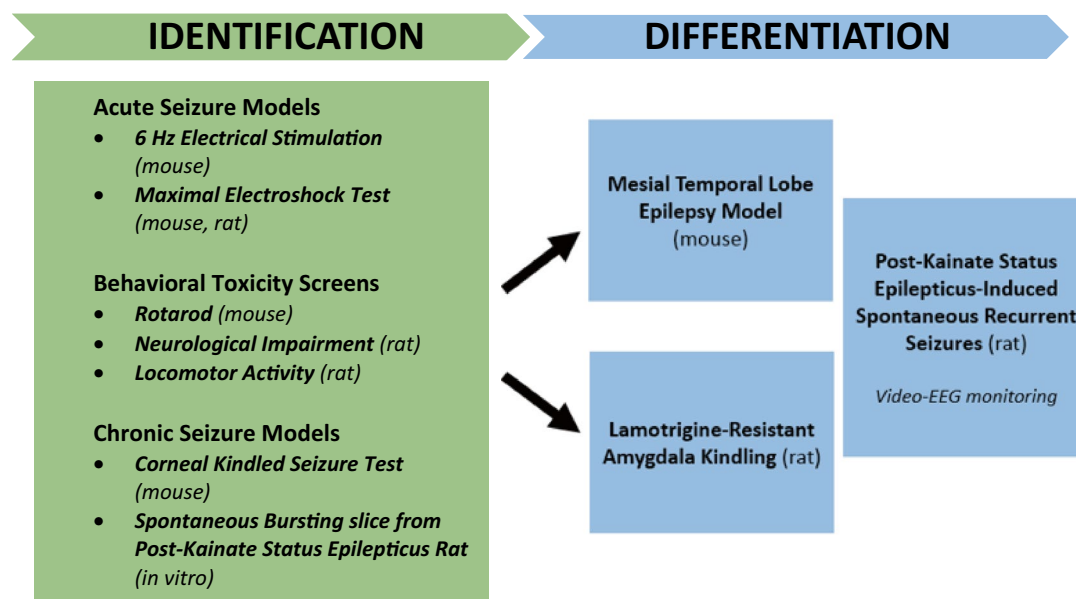 IDENTIFICATION
DIFFERENTIATION
Acute Seizure Models
• 6 Hz Electrical Stimulation
(mouse)
• Maximal Electroshock Test
(mouse, rat)
Behavioral Toxicity Screens
• Rotarod (mouse)
• Neurological Impairment (rat)
• Locomotor Activity (rat)
Chronic Seizure Models
• Corneal Kindled Seizure Test
(mouse)
• Spontaneous Bursting slice from
Post-Kainate Status Epilepticus Rat
(in vitro)
Mesial Temporal Lobe
Epilepsy Model
(mouse)
Lamotrigine-Resistant
Amygdala Kindling (rat)
Post-Kainate Status
Epilepticus-Induced
Spontaneous Recurrent
Seizures (rat)
Video-EEG monitoring